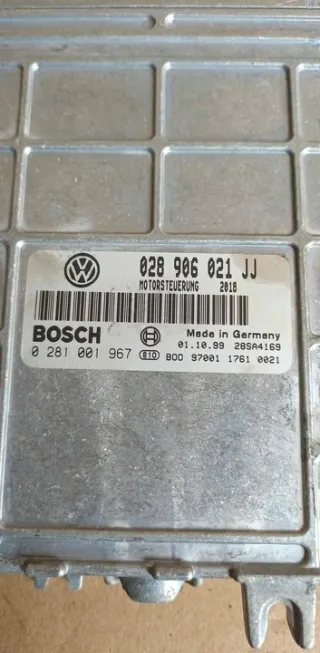 028 906 021 JJ
MOTORSTEUERUNG 2018
BOSCH
Made in Germany
01.10.99 28SA4169
0 281 001 967 810 B00 97001 1761 0021